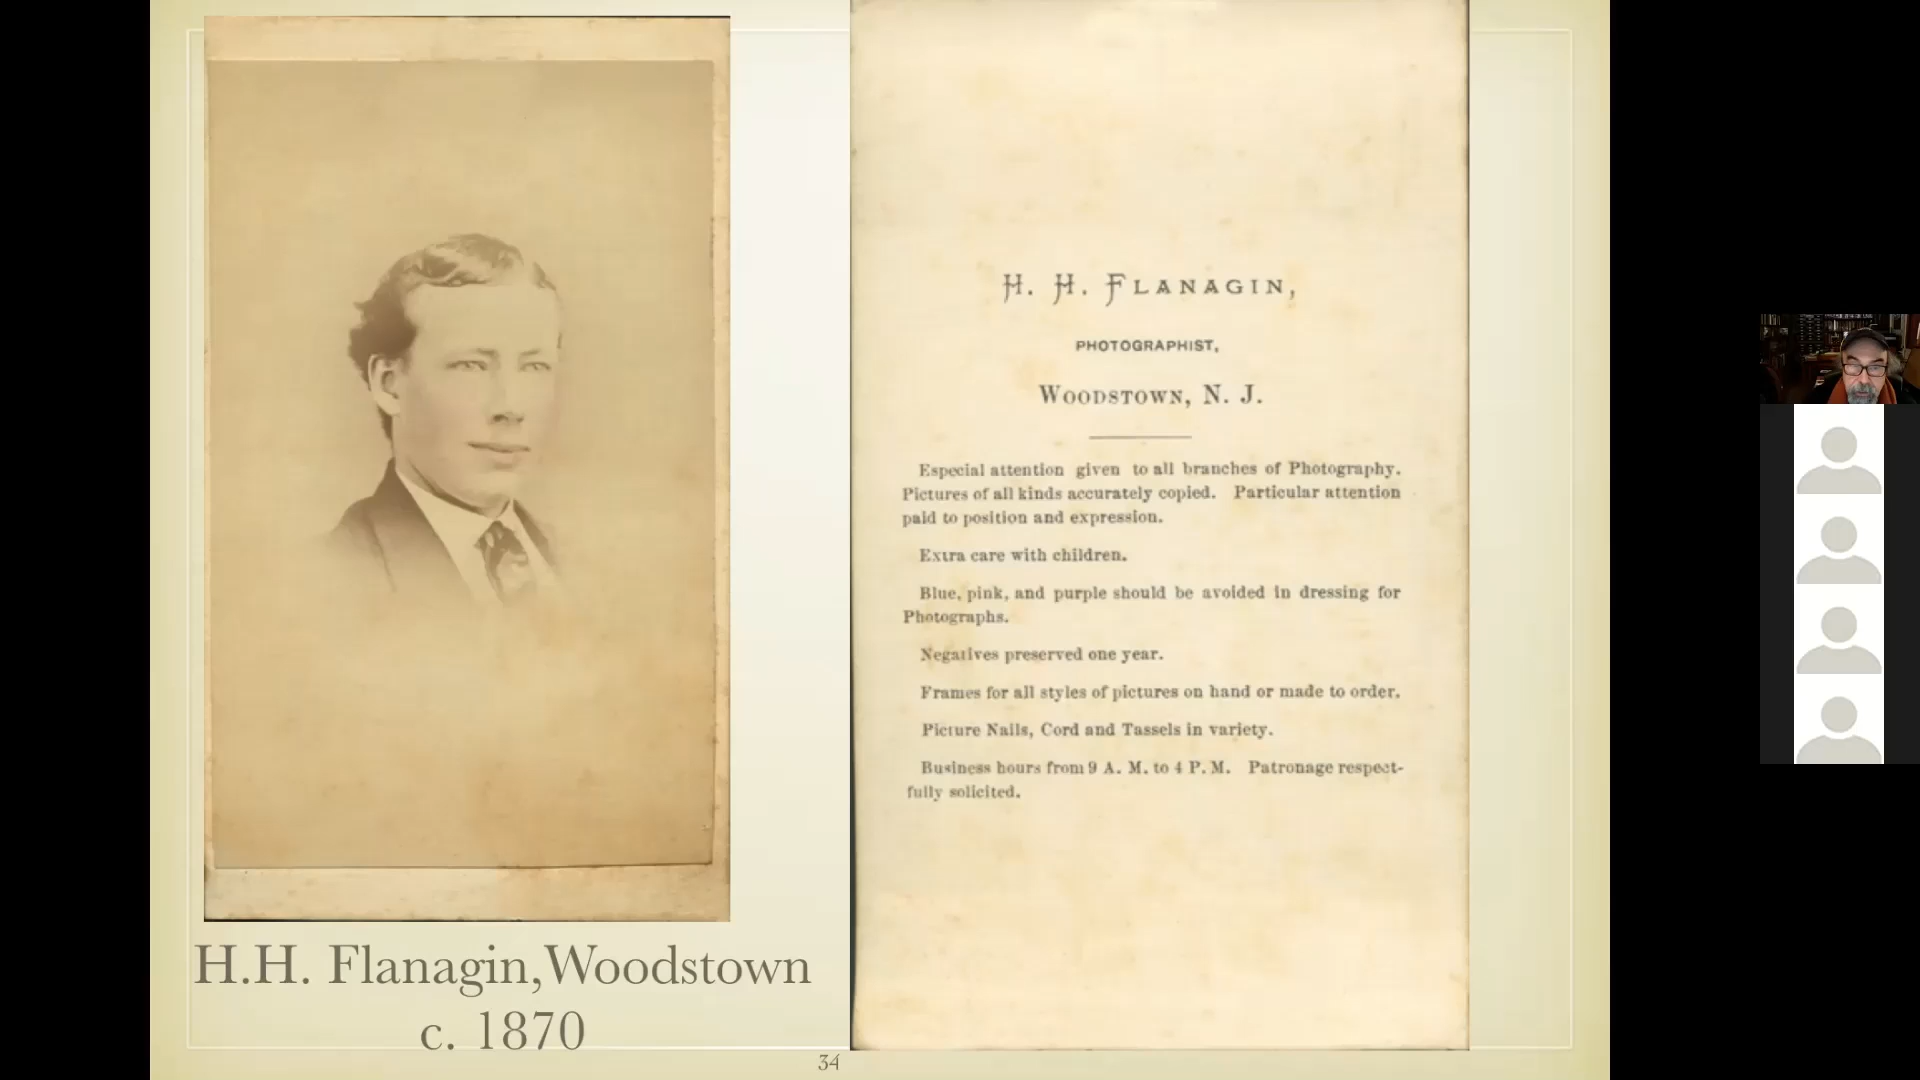 H.H. Flanagin,Woodstown
c. 1870
H. H. FLANAGIN,
PHOTOGRAPHIST,
WOODSTOWN, N. J.
Especial attention given to all branches of Photography.
Pictures of all kinds accurately copied. Particular attention
paid to position and expression.
Extra care with children.
Blue, pink, and purple should be avoided in dressing for
Photographs.
Negatives preserved one year.
Frames for all styles of pictures on hand or made to order.
Picture Nails, Cord and Tassels in variety.
Business hours from 9 A. M. to 4 P. M. Patronage respect-
fully solicited.
34